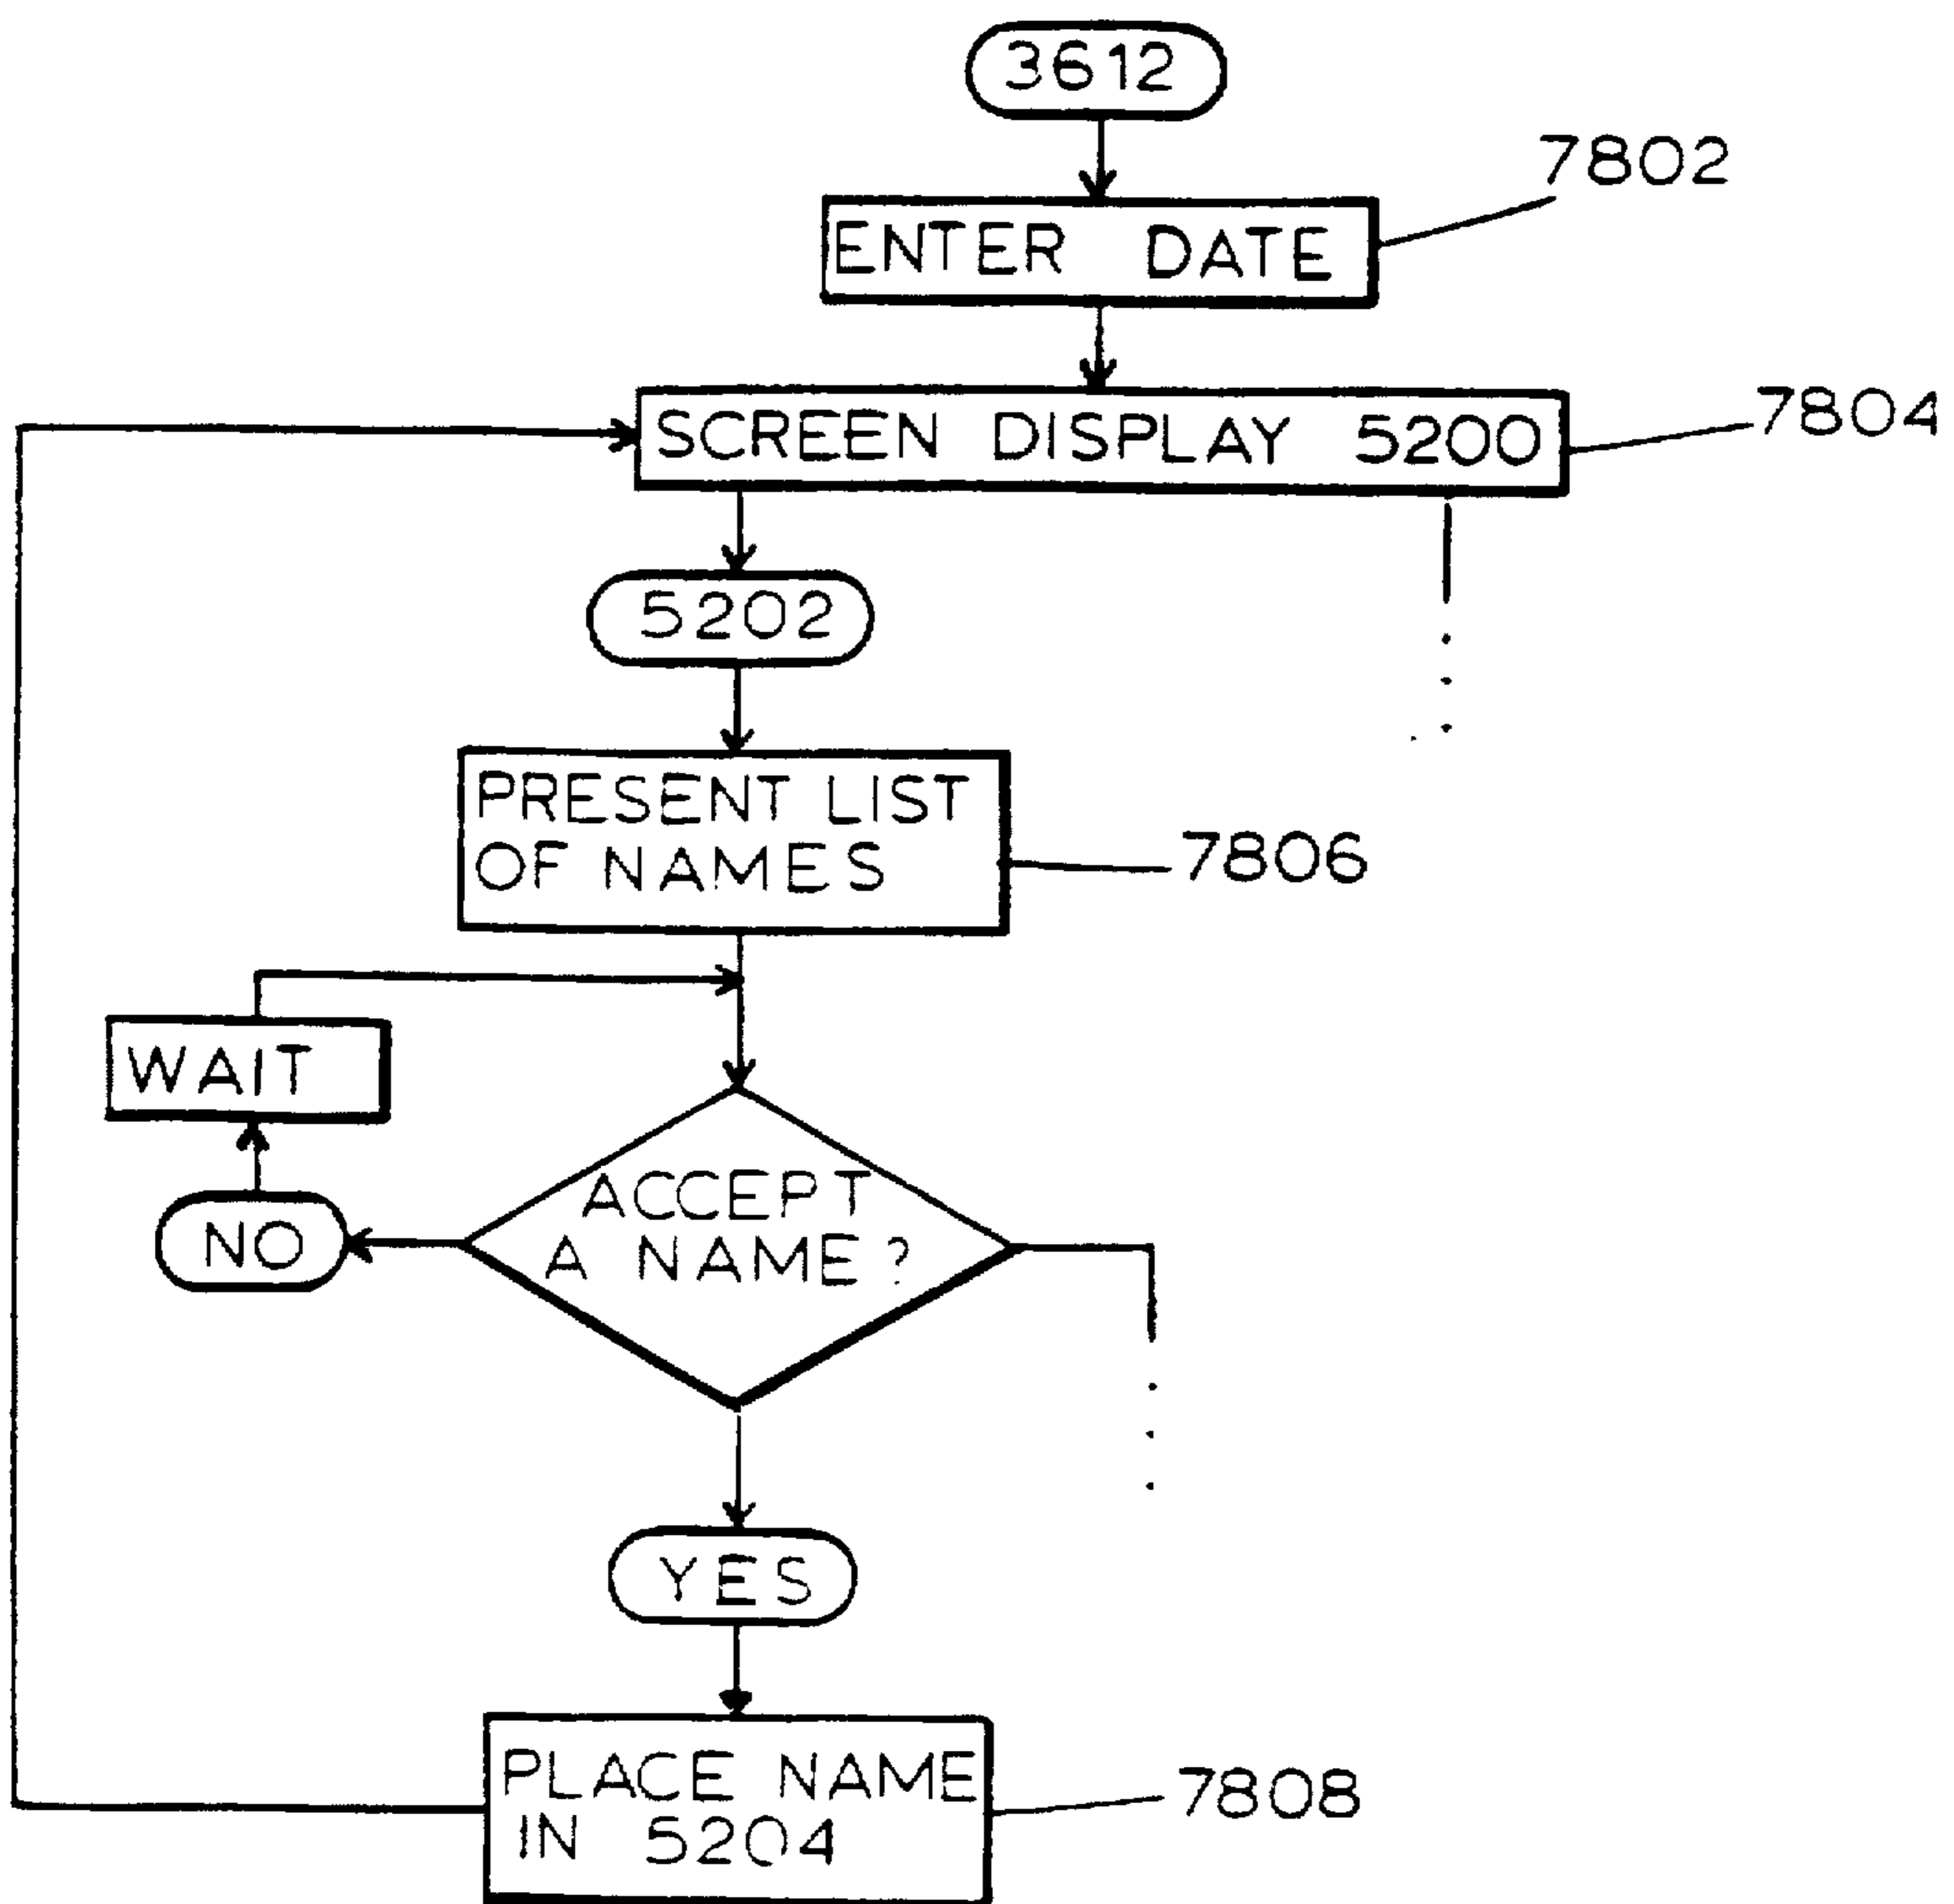 3612
7802
ENTER DATE
SCREEN DISPLAY 5200
7804
5202
PRESENT LIST
OF NAMES
7806
WAIT
ACCEPT
A NAME?
NO
YES
PLACE NAME
IN 5204
7808